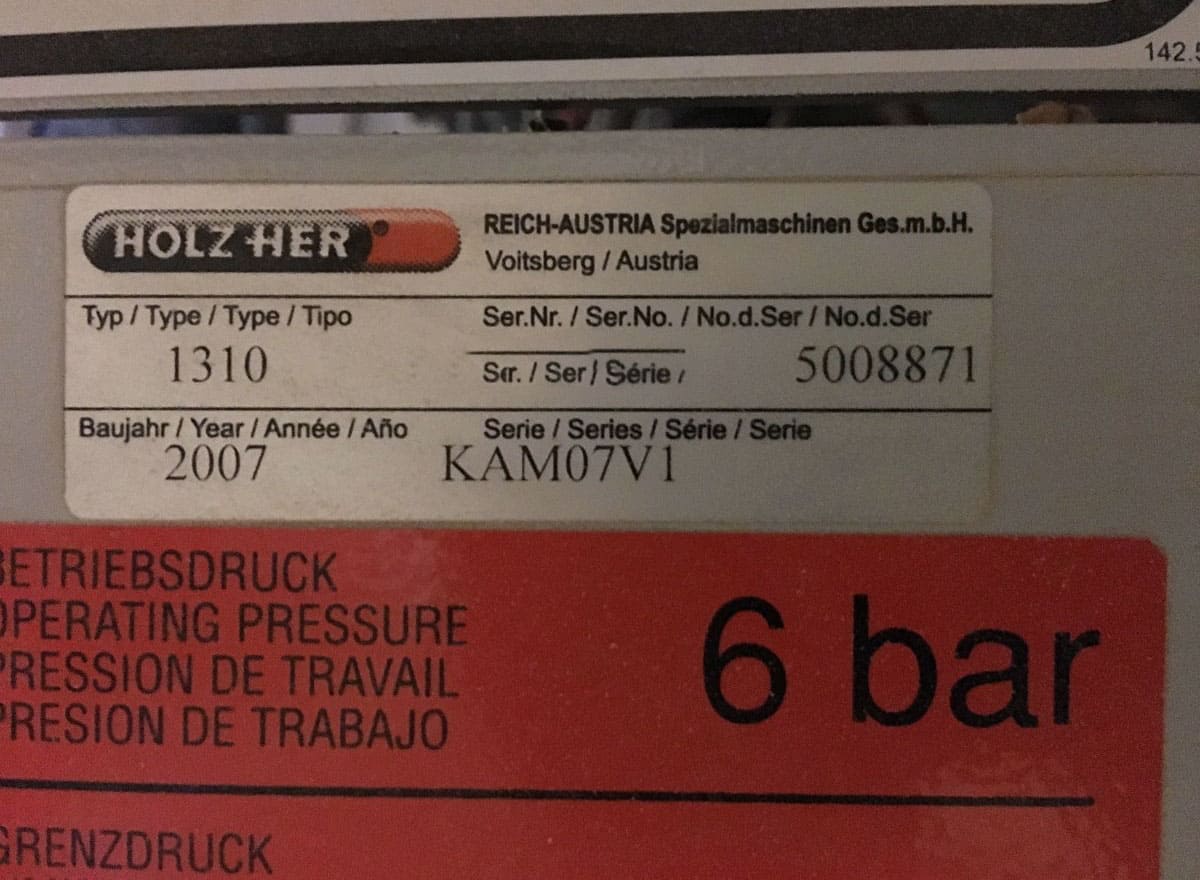 142.5
HOLZ-HER
REICH-AUSTRIA Spezialmaschinen Ges.m.b.H.
Voitsberg / Austria
Typ / Type / Type / Tipo
Ser.Nr. / Ser.No. / No.d.Ser / No.d.Ser
1310
Ser. / Ser / Série /
5008871
Baujahr / Year / Année / Año
Serie / Series / Série / Serie
2007
KAM07V1
BETRIEBSDRUCK
OPERATING PRESSURE
PRESSION DE TRAVAIL
PRESION DE TRABAJO
6 bar
GRENZDRUCK